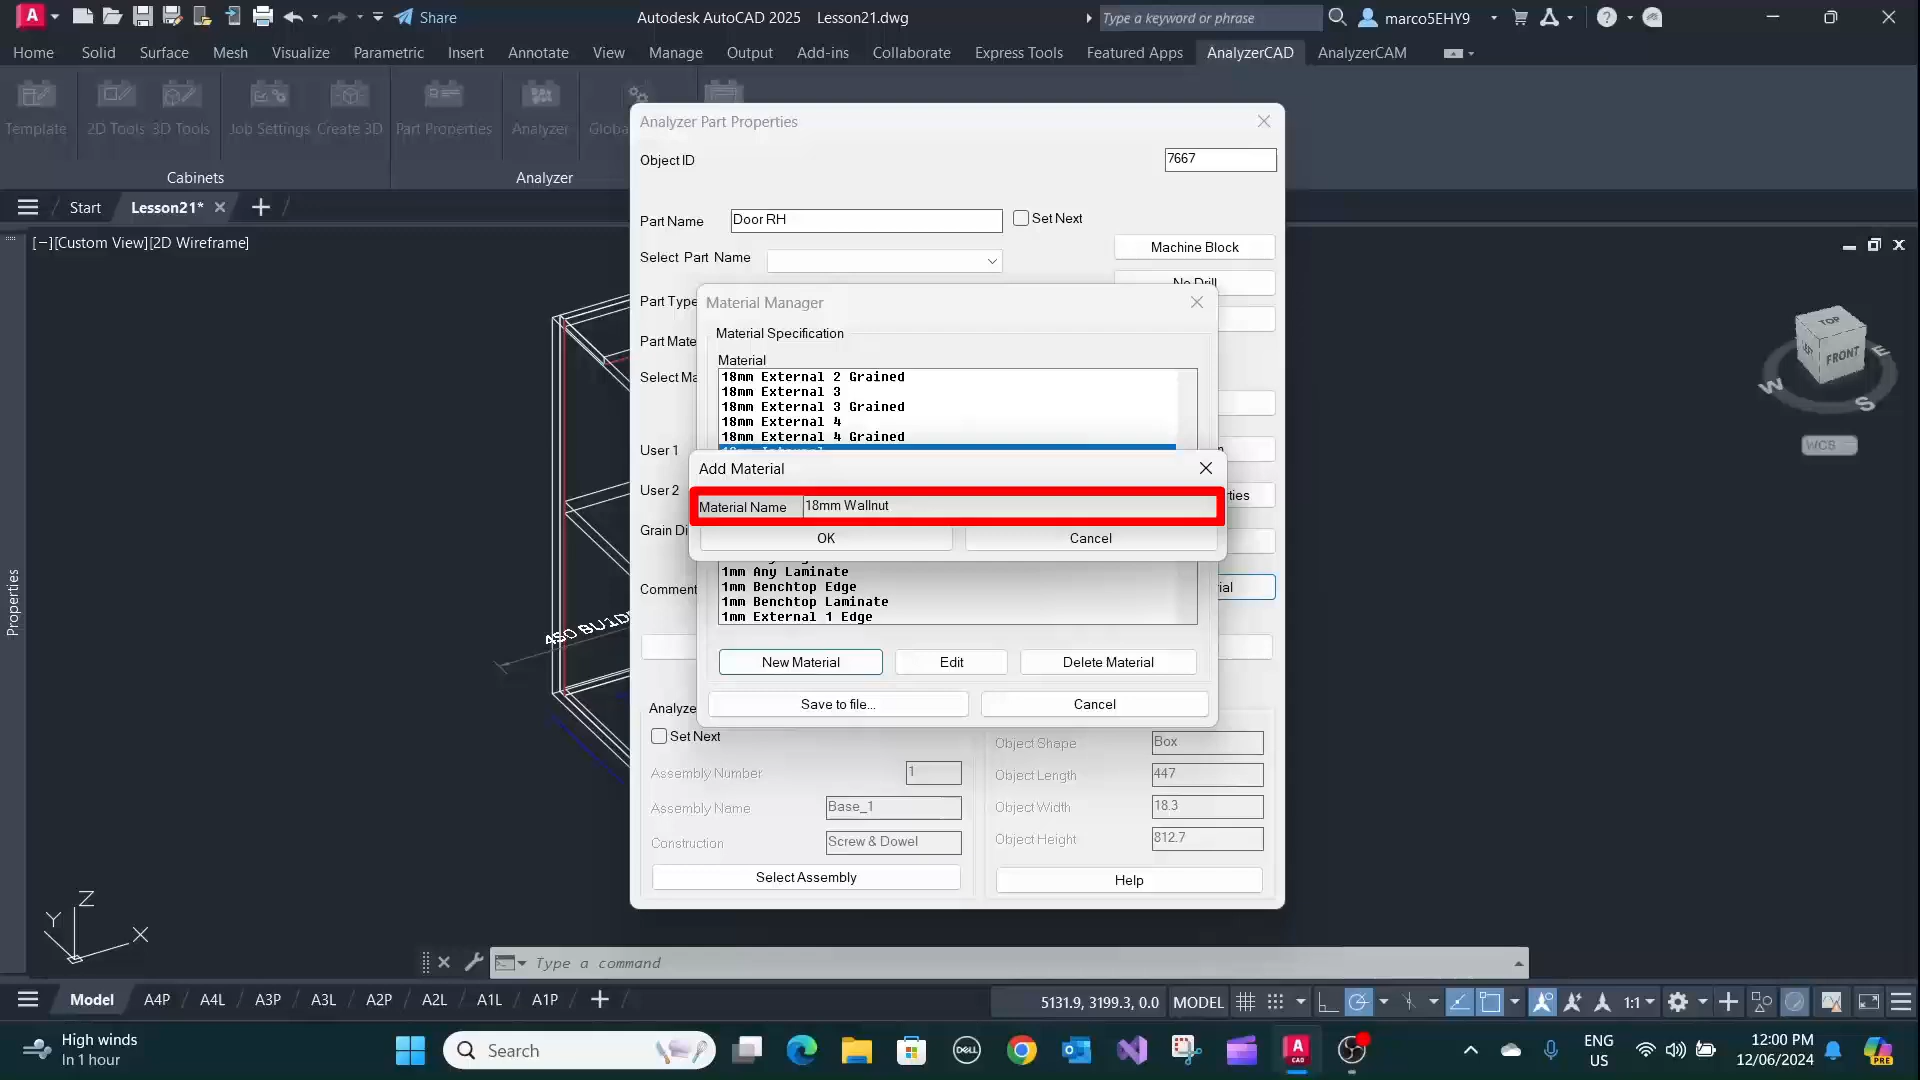 Share
Autodesk AutoCAD 2025 Lesson21.dwg
Type a keyword or phrase
marco5EHY9
Home Solid Surface Mesh Visualize Parametric Insert Annotate View Manage Output Add-ins Collaborate Express Tools Featured Apps AnalyzerCAD AnalyzerCAM
Template 2D Tools 3D Tools Job Settings Create 3D Part Properties Analyzer
Cabinets Analyzer
Start Lesson21*
[−][Custom View][2D Wireframe]
Analyzer Part Properties
Object ID 7667
Part Name Door RH Set Next
Machine Block
Select Part Name
No Drill
Part Type
Material Manager
Material Specification
Material
18mm External 2 Grained
18mm External 3
18mm External 3 Grained
18mm External 4
18mm External 4 Grained
User 1
Add Material
User 2
Material Name 18mm Wallnut
OK Cancel
1mm Any Laminate
1mm Benchtop Edge
1mm Benchtop Laminate
1mm External 1 Edge
New Material Edit Delete Material
Save to file... Cancel
Set Next
Assembly Number 1
Assembly Name Base_1
Construction Screw & Dowel
Select Assembly
Object Shape Box
Object Length 447
Object Width 18.3
Object Height 812.7
Help
Properties
450
TOP
FRONT
W
S
E
WCS
Z
Y
X
Type a command
Model A4P A4L A3P A3L A2P A2L A1L A1P
5131.9, 3199.3, 0.0 MODEL 1:1
High winds
In 1 hour
Search
DELL
A
CAD
ENG
US
12:00 PM
12/06/2024
PRE